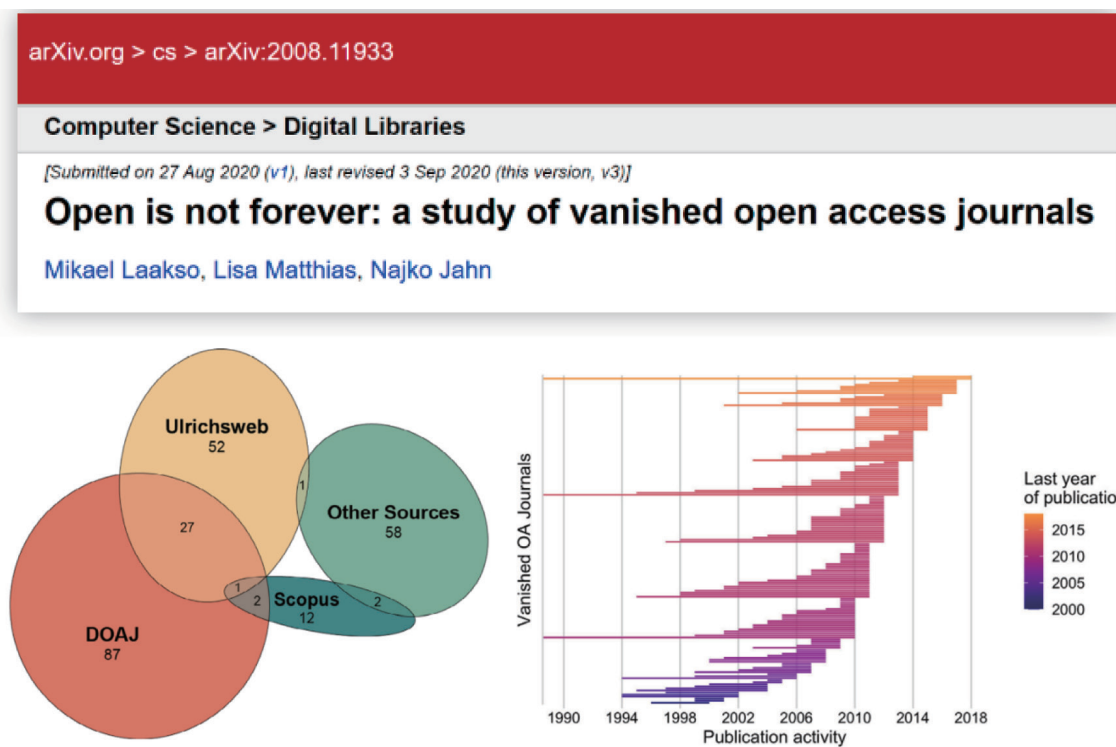 arXiv.org > cs > arXiv:2008.11933
Computer Science > Digital Libraries
[Submitted on 27 Aug 2020 (v1), last revised 3 Sep 2020 (this version, v3)]
Open is not forever: a study of vanished open access journals
Mikael Laakso, Lisa Matthias, Najko Jahn
Ulrichsweb
52
1
Other Sources
58
27
1
2
Scopus
12
2
DOAJ
87
Vanished OA Journals
1990 1994 1998 2002 2006 2010 2014 2018
Publication activity
Last year
of publicatio
2015
2010
2005
2000